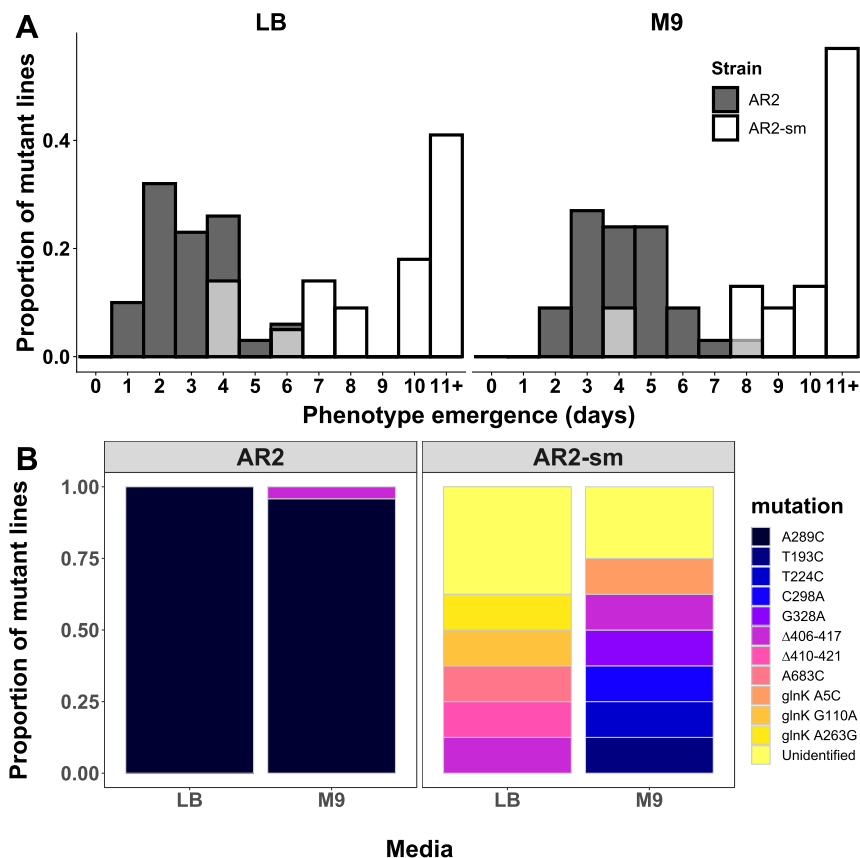 A
LB
M9
Proportion of mutant lines
0.4
0.2
0.0
Strain
AR2
AR2-sm
0 1 2 3 4 5 6 7 8 9 10 11+
0 1 2 3 4 5 6 7 8 9 10 11+
Phenotype emergence (days)
B
AR2
AR2-sm
Proportion of mutant lines
1.00
0.75
0.50
0.25
0.00
LB M9
LB M9
Media
mutation
A289C
T193C
T224C
C298A
G328A
Δ406-417
Δ410-421
A683C
glnK A5C
glnK G110A
glnK A263G
Unidentified